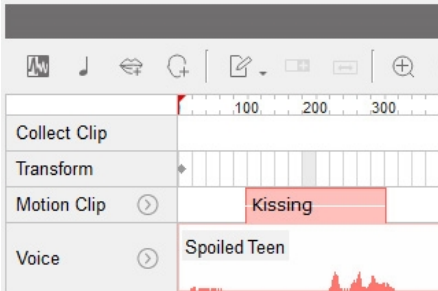 100 200 300
Collect Clip
Transform
Motion Clip Kissing
Voice Spoiled Teen